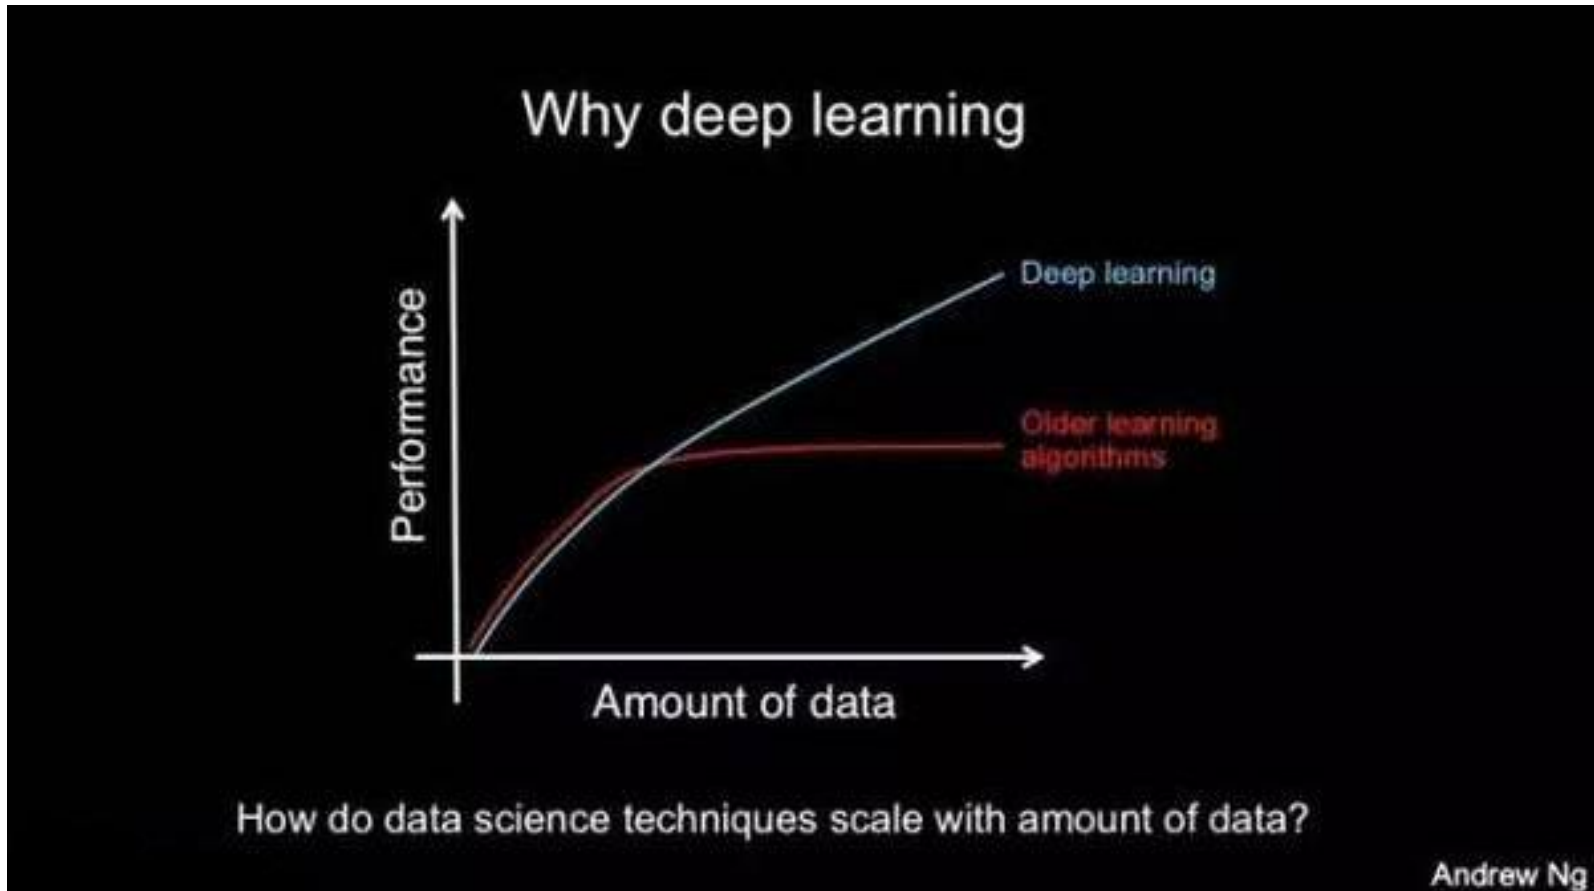 Why deep learning
Performance
Deep learning
Older learning
algorithms
Amount of data
How do data science techniques scale with amount of data?
Andrew Ng